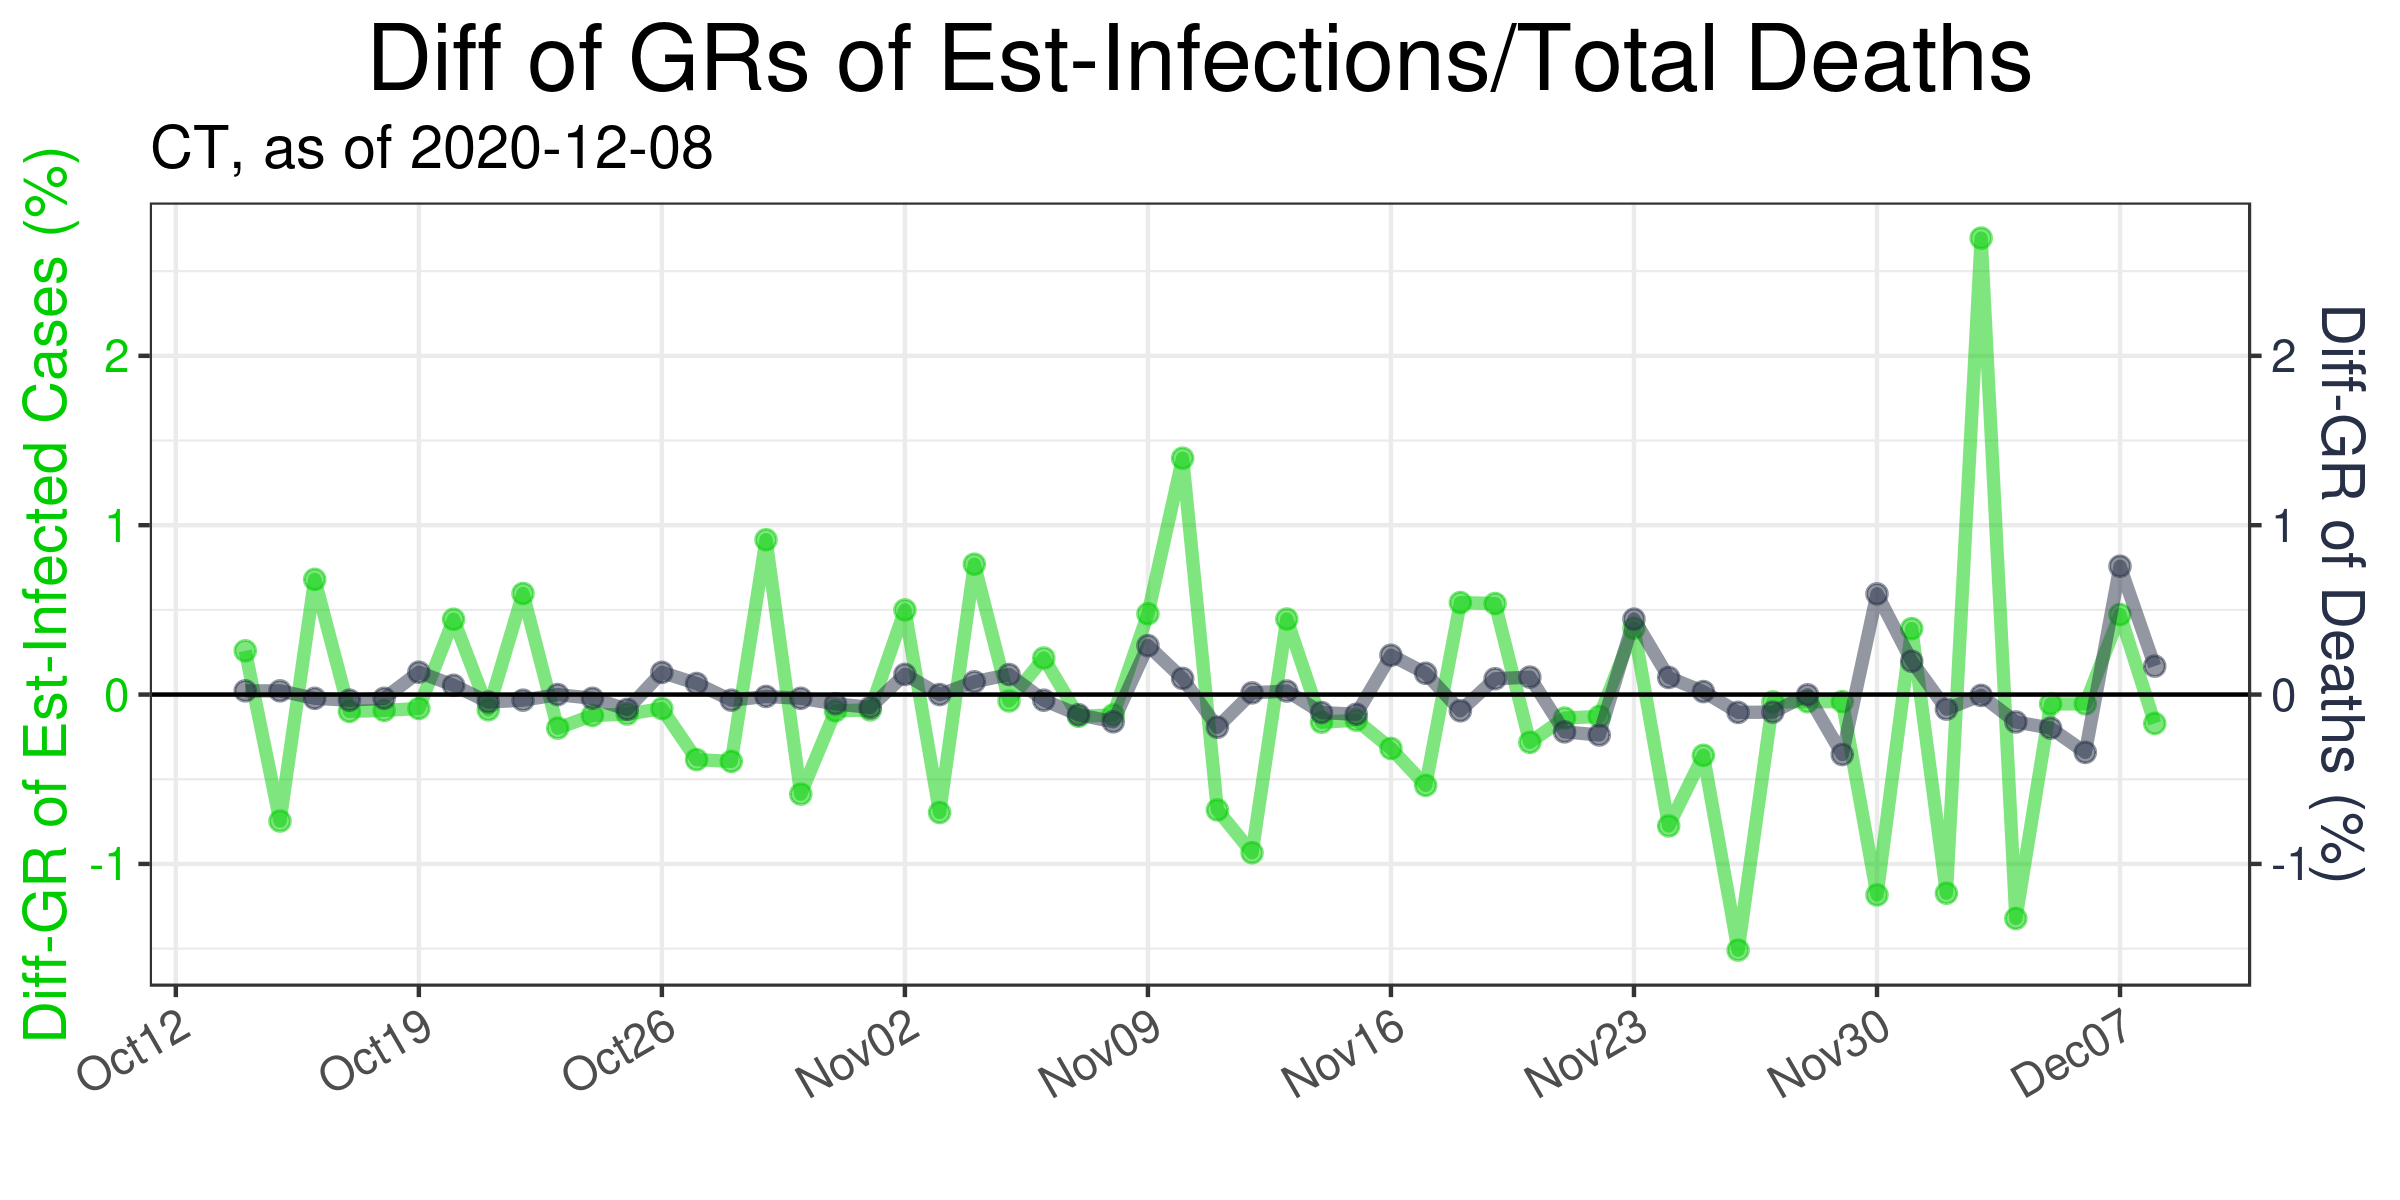 Diff of GRs of Est-Infections/Total Deaths
CT, as of 2020-12-08
Diff-GR of Est-Infected Cases (%)
2
1
0
-1
2
1
0
-1
Diff-GR of Deaths (%)
Oct12
Oct19
Oct26
Nov02
Nov09
Nov16
Nov23
Nov30
Dec07